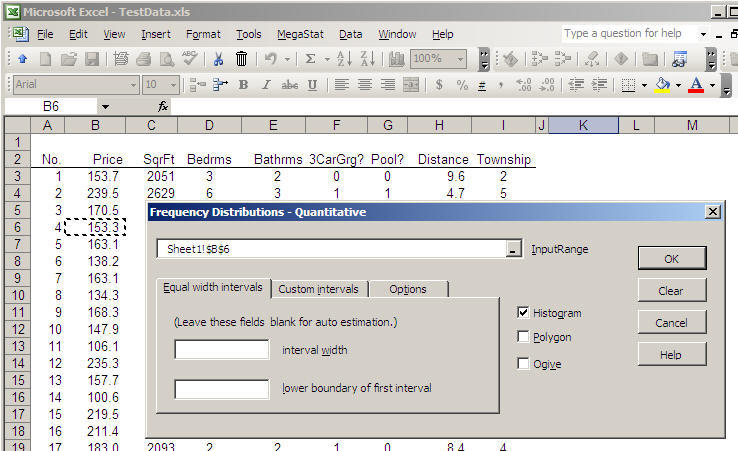 Microsoft Excel - TestData.xls
File Edit View Insert Format Tools MegaStat Data Window Help Type a question for help
ABC 100%
Arial 10 B I abc U $ % , .00 .0 A
B6 fx
A B C D E F G H I J K L M
1
2 No. Price SqrFt Bedrms Bathrms 3CarGrg? Pool? Distance Township
3 1 153.7 2051 3 2 0 0 9.6 2
4 2 239.5 2629 6 3 1 1 4.7 5
5 3 170.5
6 4 153.3
7 5 163.1
8 6 138.2
9 7 163.1
10 8 134.3
11 9 168.3
12 10 147.9
13 11 106.1
14 12 235.3
15 13 157.7
16 14 100.6
17 15 219.5
18 16 211.4
19 17 183.0 2093 2 2 1 0 8.4 4
Frequency Distributions - Quantitative
Sheet1!$B$6 InputRange
OK
Clear
Cancel
Help
Equal width intervals Custom intervals Options
(Leave these fields blank for auto estimation.)
interval width
lower boundary of first interval
Histogram
Polygon
Ogive